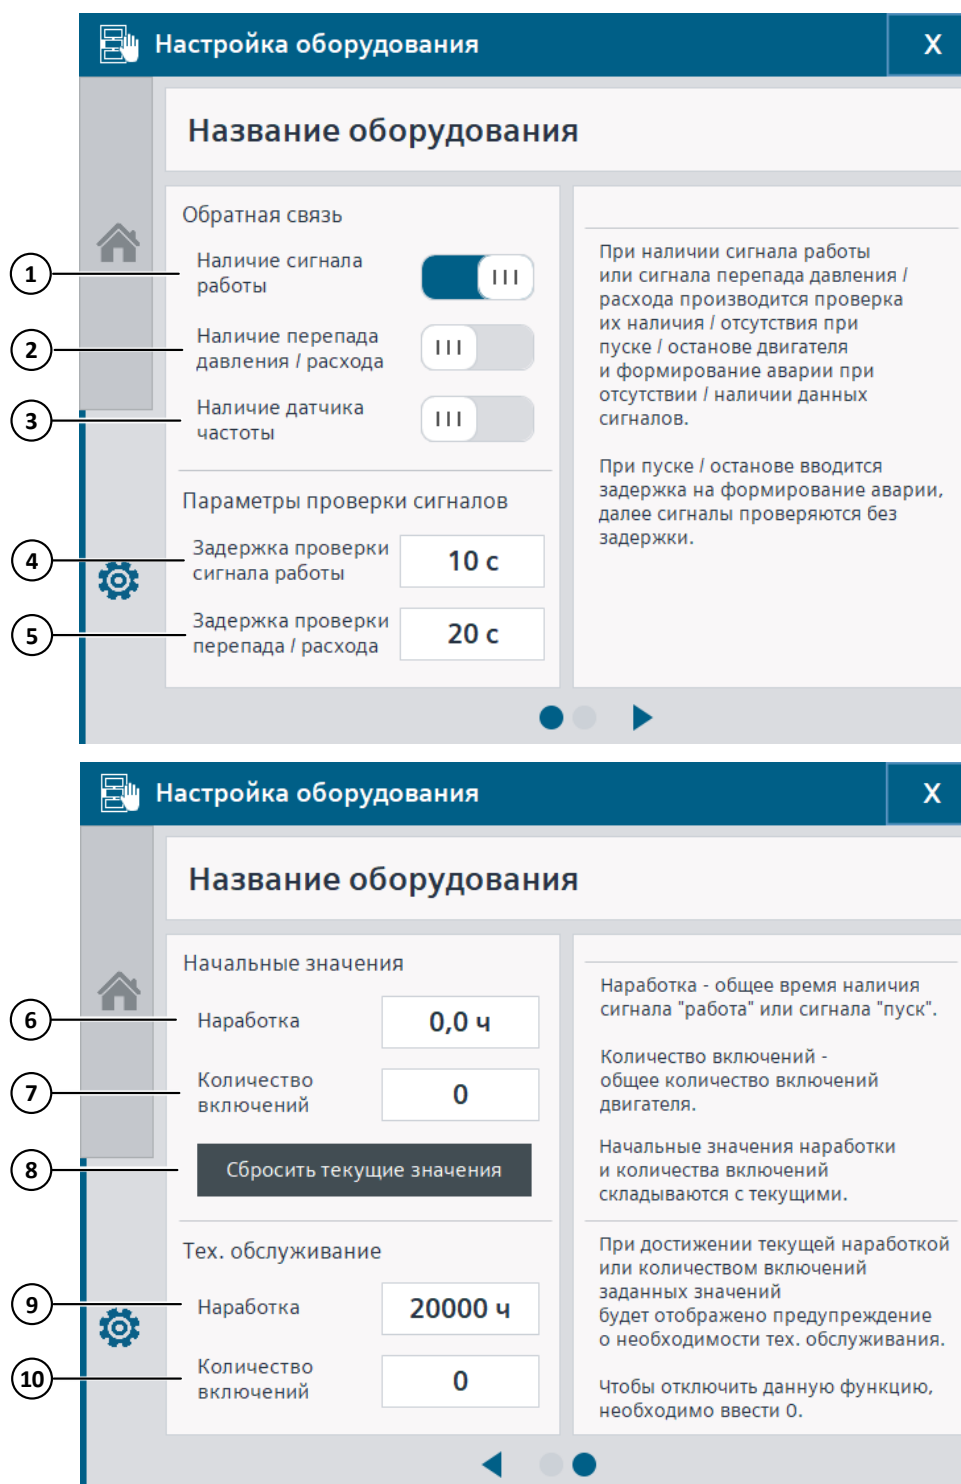 Настройка оборудования
X
Название оборудования
Обратная связь
1
Наличие сигнала
работы
2
Наличие перепада
давления / расхода
3
Наличие датчика
частоты
Параметры проверки сигналов
4
Задержка проверки
сигнала работы
10 с
5
Задержка проверки
перепада / расхода
20 с
При наличии сигнала работы
или сигнала перепада давления /
расхода производится проверка
их наличия / отсутствия при
пуске / останове двигателя
и формирование аварии при
отсутствии / наличии данных
сигналов.
При пуске / останове вводится
задержка на формирование аварии,
далее сигналы проверяются без
задержки.
Настройка оборудования
X
Название оборудования
Начальные значения
6
Наработка
0,0 ч
7
Количество
включений
0
8
Сбросить текущие значения
Тех. обслуживание
9
Наработка
20000 ч
10
Количество
включений
0
Наработка - общее время наличия
сигнала "работа" или сигнала "пуск".
Количество включений -
общее количество включений
двигателя.
Начальные значения наработки
и количества включений
складываются с текущими.
При достижении текущей наработкой
или количеством включений
заданных значений
будет отображено предупреждение
о необходимости тех. обслуживания.
Чтобы отключить данную функцию,
необходимо ввести 0.